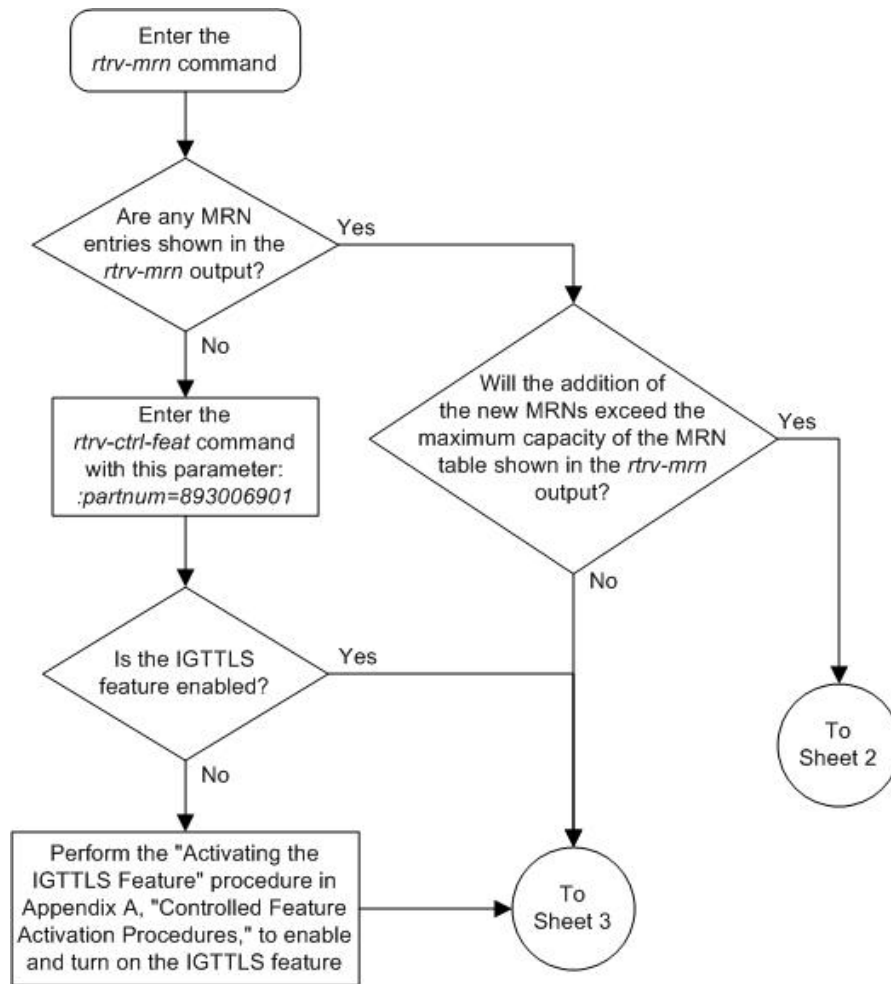 Enter the
rtrv-mrn command
Are any MRN
entries shown in the
rtrv-mrn output?
Yes
No
Will the addition of
the new MRNs exceed the
maximum capacity of the MRN
table shown in the rtrv-mrn
output?
Yes
No
Enter the
rtrv-ctrl-feat command
with this parameter:
:partnum=893006901
Is the IGTTLS
feature enabled?
Yes
No
To
Sheet 2
Perform the "Activating the
IGTTLS Feature" procedure in
Appendix A, "Controlled Feature
Activation Procedures," to enable
and turn on the IGTTLS feature
To
Sheet 3